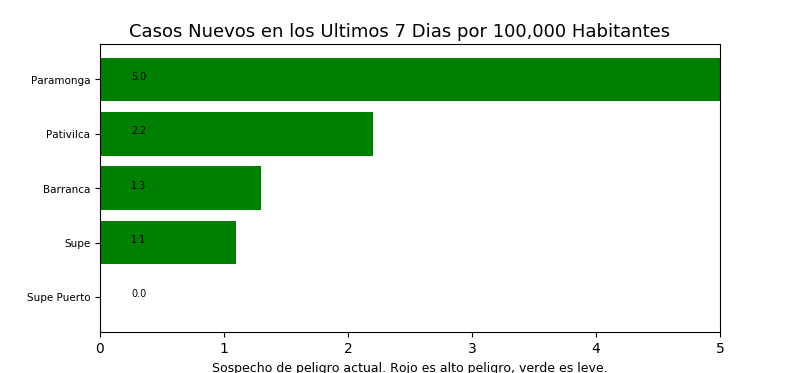 Casos Nuevos en los Ultimos 7 Dias por 100,000 Habitantes
Paramonga 5.0
Pativilca 2.2
Barranca 1.3
Supe 1.1
Supe Puerto 0.0
0 1 2 3 4 5
Sospecho de peligro actual. Rojo es alto peligro, verde es leve.